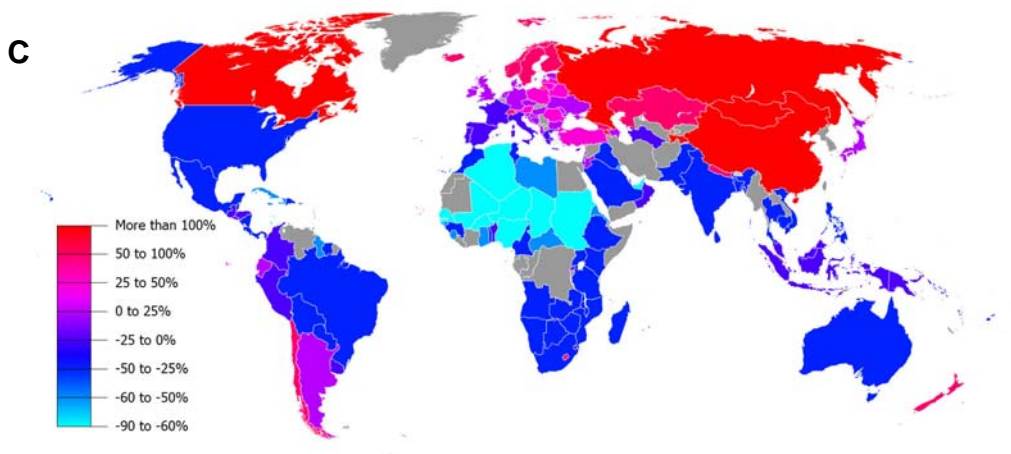 C
More than 100%
50 to 100%
25 to 50%
0 to 25%
-25 to 0%
-50 to -25%
-60 to -50%
-90 to -60%